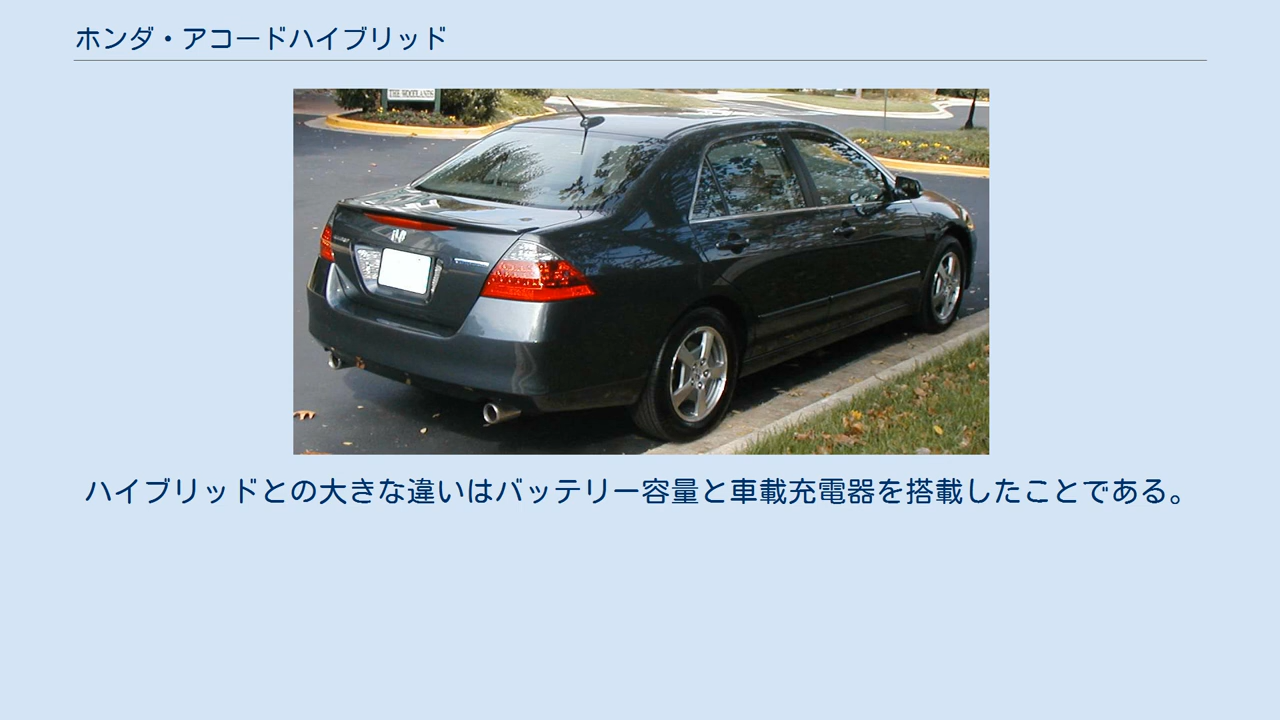 ホンダ・アコードハイブリッド
THE WOODLANDS
ハイブリッドとの大きな違いはバッテリー容量と車載充電器を搭載したことである。